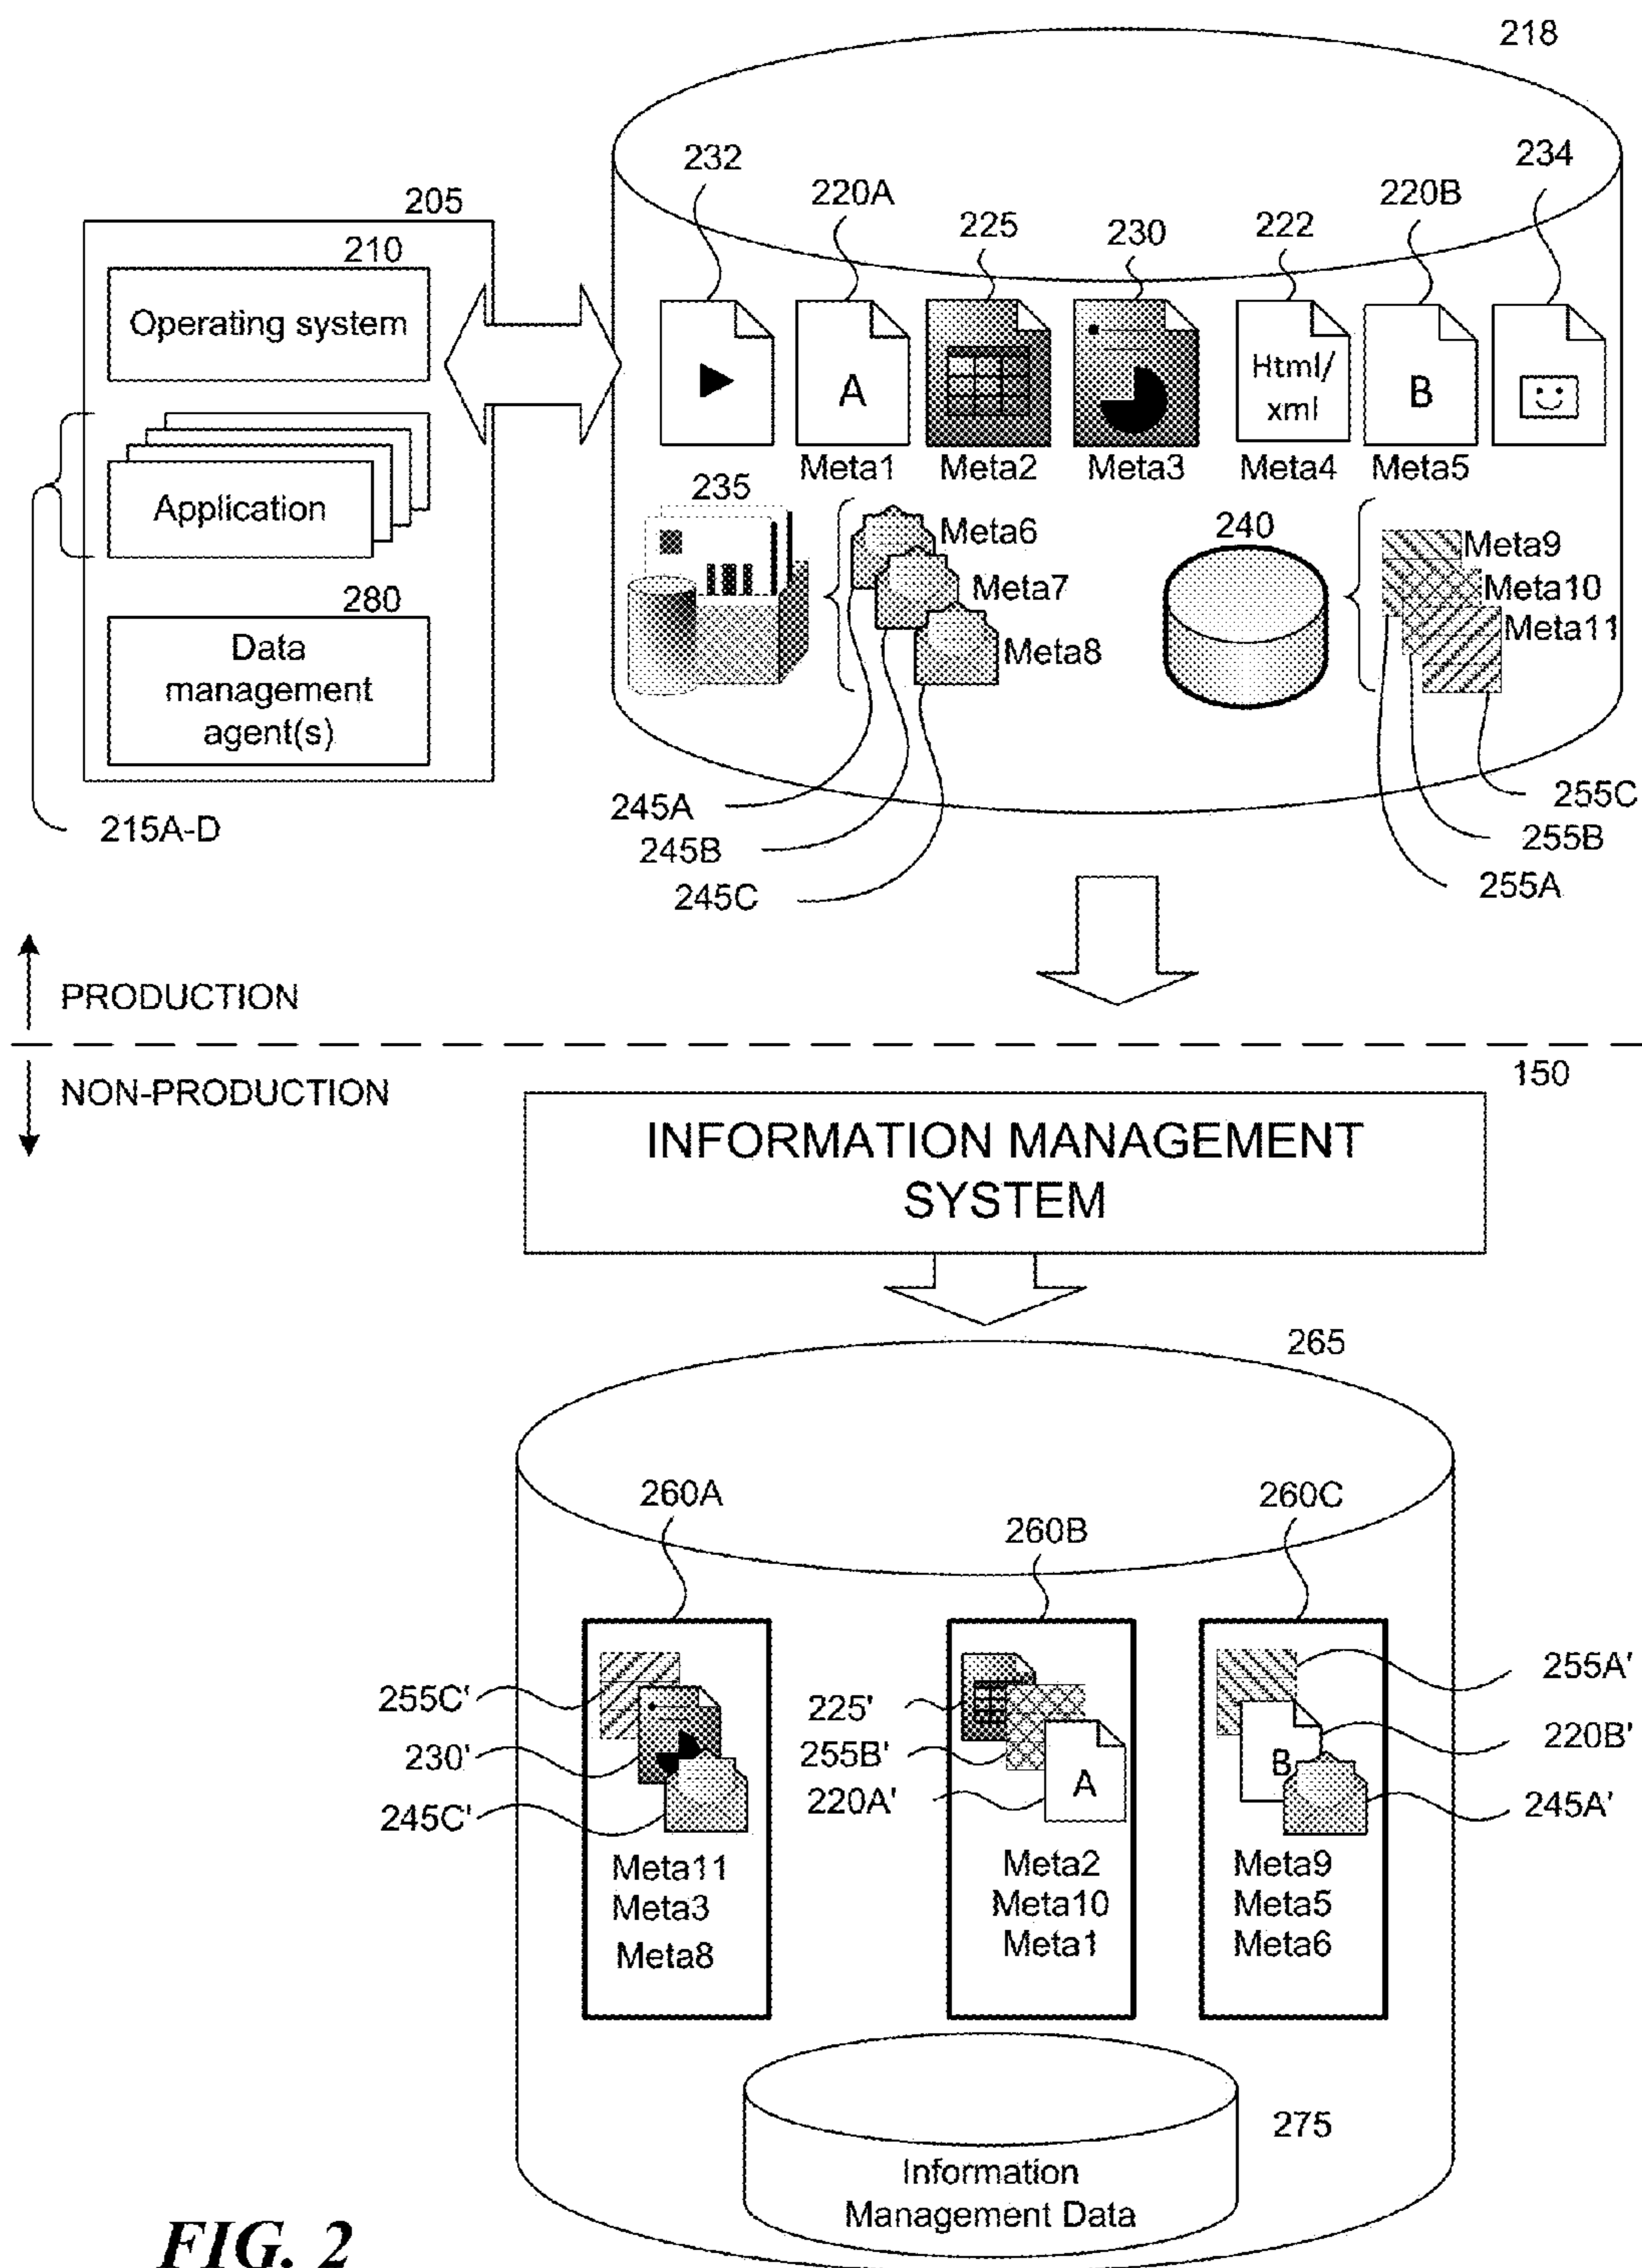 218
232
220A
225
230
222
220B
234
205
210
Operating system
Application
280
Data
management
agent(s)
215A-D
A
Html/
xml
B
Meta1
Meta2
Meta3
Meta4
Meta5
235
Meta6
Meta7
Meta8
240
Meta9
Meta10
Meta11
245A
245B
245C
255C
255B
255A
PRODUCTION
NON-PRODUCTION
150
INFORMATION MANAGEMENT
SYSTEM
265
260A
260B
260C
255C'
230'
245C'
Meta11
Meta3
Meta8
225'
255B'
220A'
A
Meta2
Meta10
Meta1
255A'
220B'
245A'
B
Meta9
Meta5
Meta6
275
Information
Management Data
FIG. 2